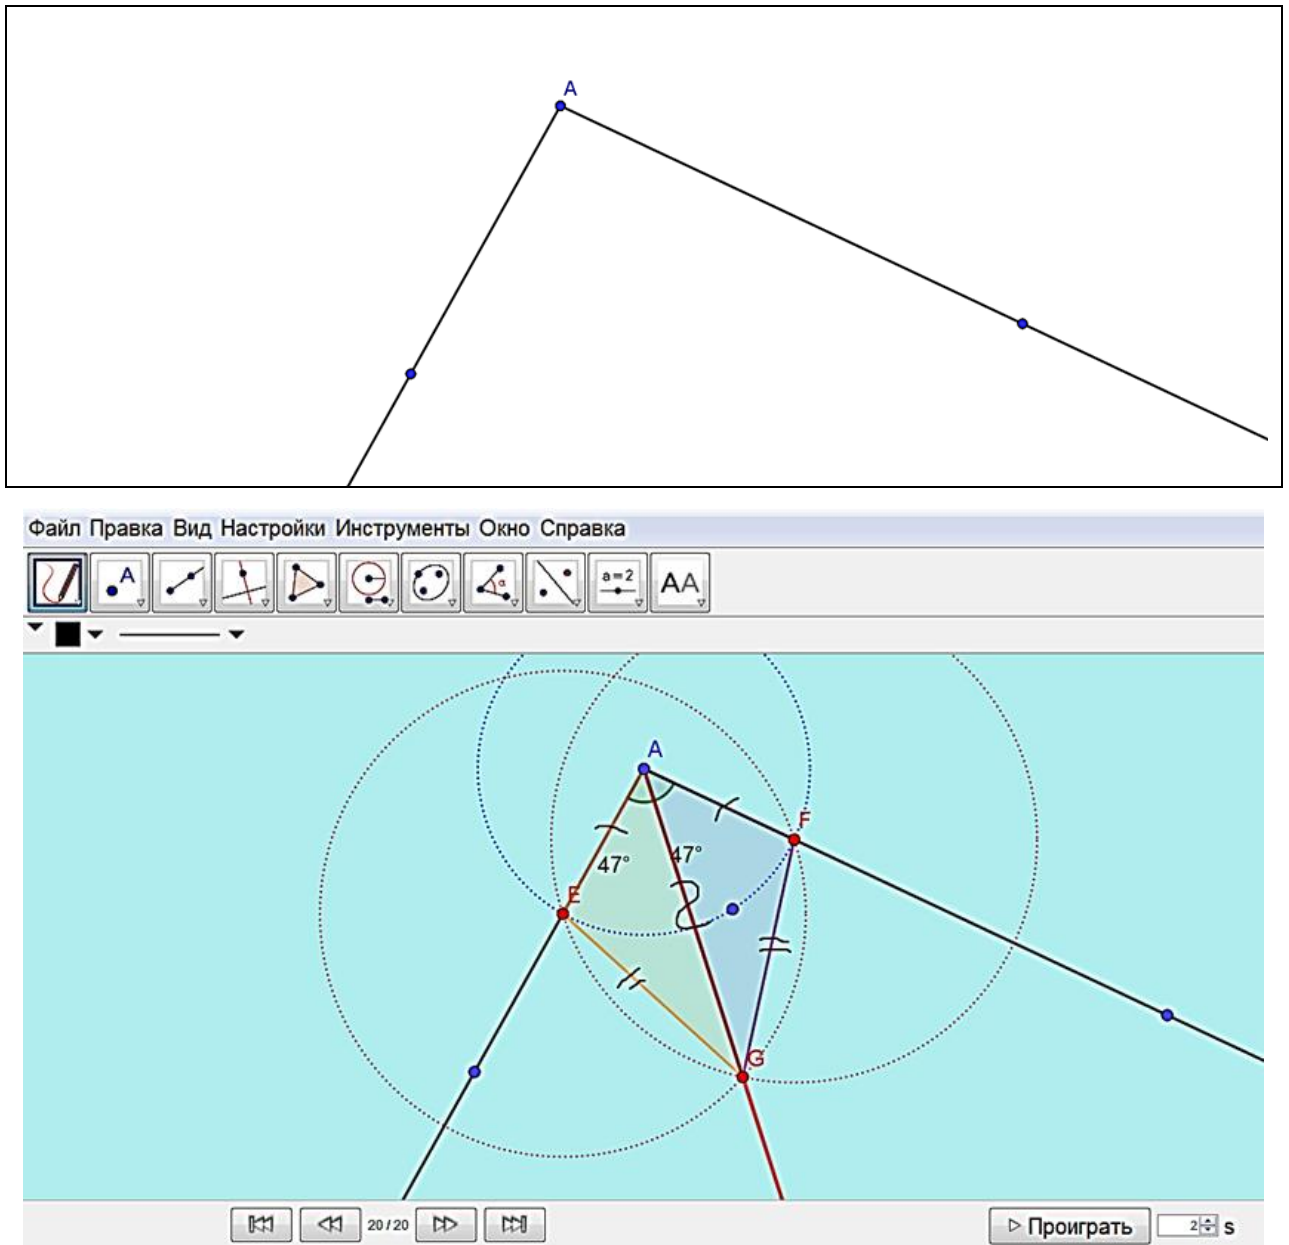 A
Файл Правка Вид Настройки Инструменты Окно Справка
A α a=2 AA
A
F
47° 47°
E
G
20 / 20 Проиграть 2 s